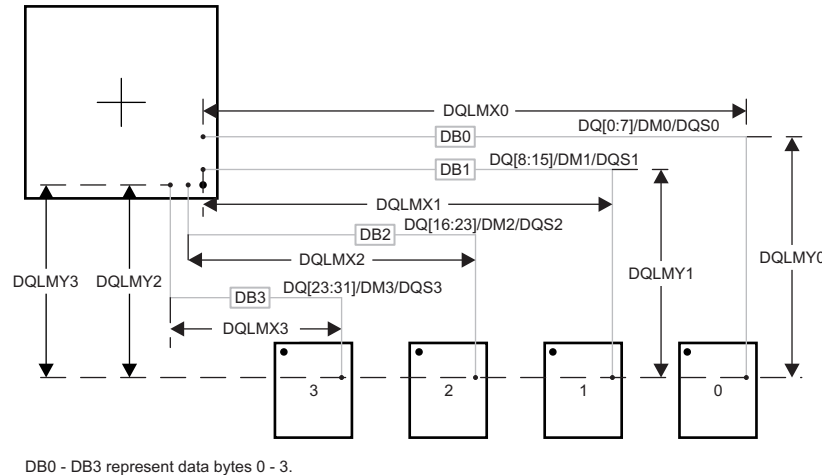 DQLMX0
DQ[0:7]/DM0/DQS0
DB0
DQ[8:15]/DM1/DQS1
DB1
DQLMX1
DQ[16:23]/DM2/DQS2
DB2
DQLMX2
DQLMY3
DQLMY2
DQLMY1
DQLMY0
DQ[23:31]/DM3/DQS3
DB3
DQLMX3
3
2
1
0
DB0 - DB3 represent data bytes 0 - 3.